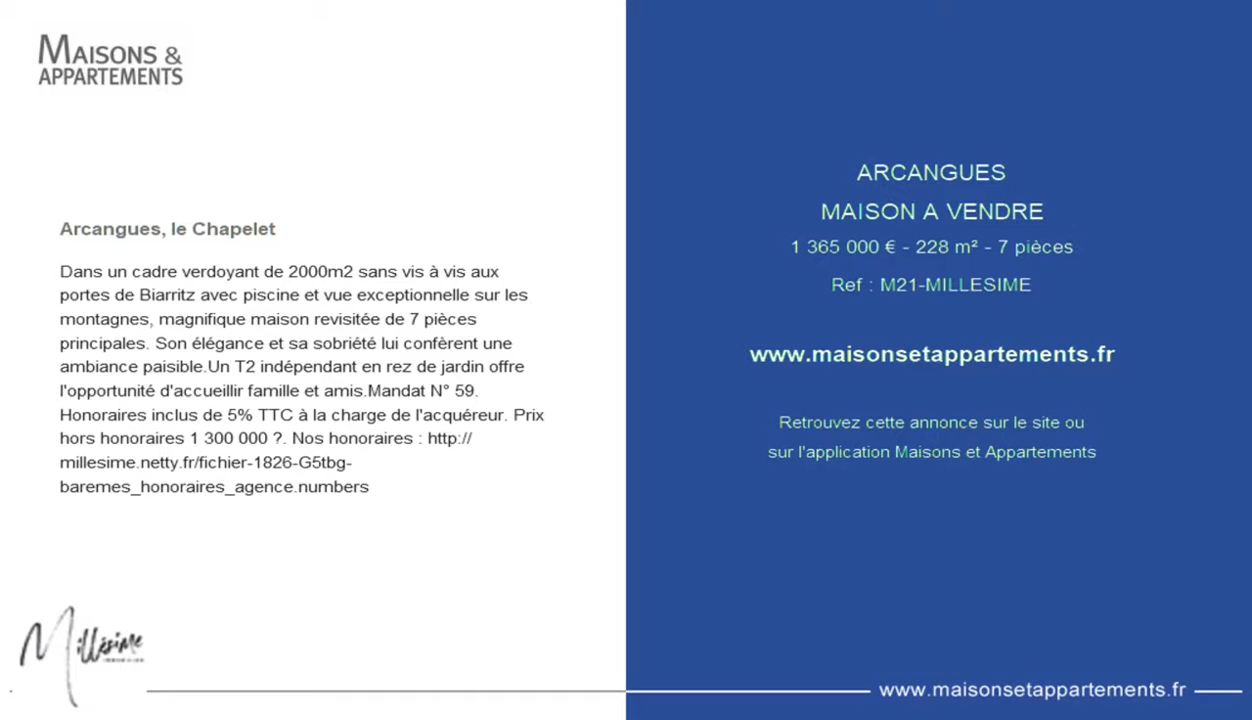 MAISONS &
APPARTEMENTS
Arcangues, le Chapelet
Dans un cadre verdoyant de 2000m2 sans vis à vis aux
portes de Biarritz avec piscine et vue exceptionnelle sur les
montagnes, magnifique maison revisitée de 7 pièces
principales. Son élégance et sa sobriété lui confèrent une
ambiance paisible.Un T2 indépendant en rez de jardin offre
l'opportunité d'accueillir famille et amis.Mandat N° 59.
Honoraires inclus de 5% TTC à la charge de l'acquéreur. Prix
hors honoraires 1 300 000 ?. Nos honoraires : http://
millesime.netty.fr/fichier-1826-G5tbg-
baremes_honoraires_agence.numbers
Millésime
ARCANGUES
MAISON A VENDRE
1 365 000 € - 228 m² - 7 pièces
Ref : M21-MILLESIME
www.maisonsetappartements.fr
Retrouvez cette annonce sur le site ou
sur l'application Maisons et Appartements
www.maisonsetappartements.fr